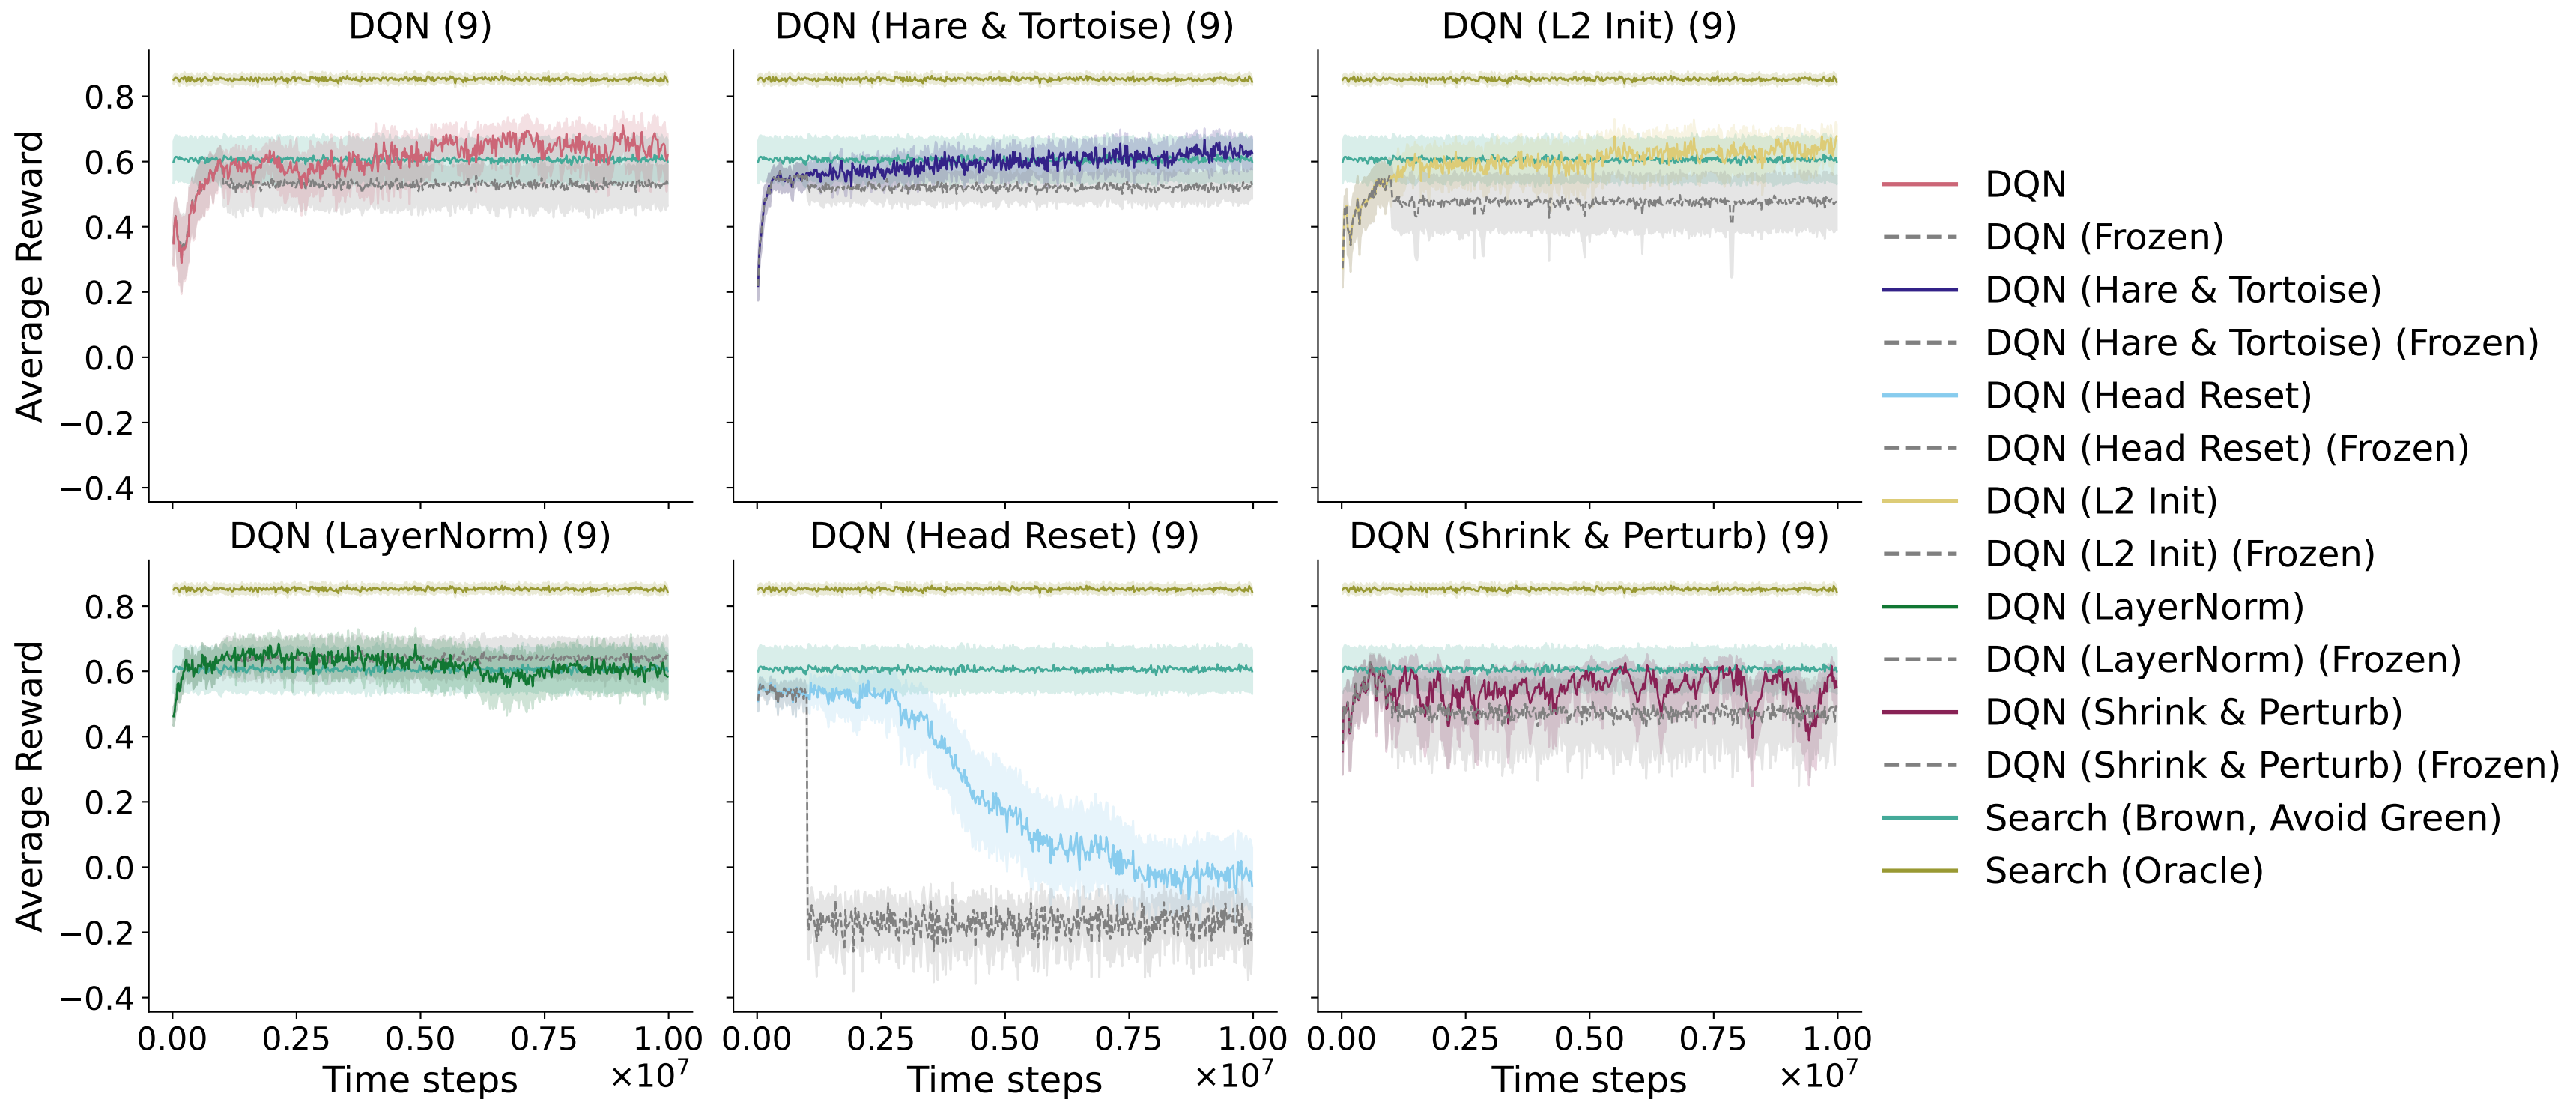 DQN (9)
DQN (Hare & Tortoise) (9)
DQN (L2 Init) (9)
Average Reward
0.8
0.6
0.4
0.2
0.0
−0.2
−0.4
DQN (LayerNorm) (9)
DQN (Head Reset) (9)
DQN (Shrink & Perturb) (9)
Average Reward
0.8
0.6
0.4
0.2
0.0
−0.2
−0.4
0.00 0.25 0.50 0.75 1.00
×10⁷
Time steps
0.00 0.25 0.50 0.75 1.00
×10⁷
Time steps
0.00 0.25 0.50 0.75 1.00
×10⁷
Time steps
DQN
DQN (Frozen)
DQN (Hare & Tortoise)
DQN (Hare & Tortoise) (Frozen)
DQN (Head Reset)
DQN (Head Reset) (Frozen)
DQN (L2 Init)
DQN (L2 Init) (Frozen)
DQN (LayerNorm)
DQN (LayerNorm) (Frozen)
DQN (Shrink & Perturb)
DQN (Shrink & Perturb) (Frozen)
Search (Brown, Avoid Green)
Search (Oracle)